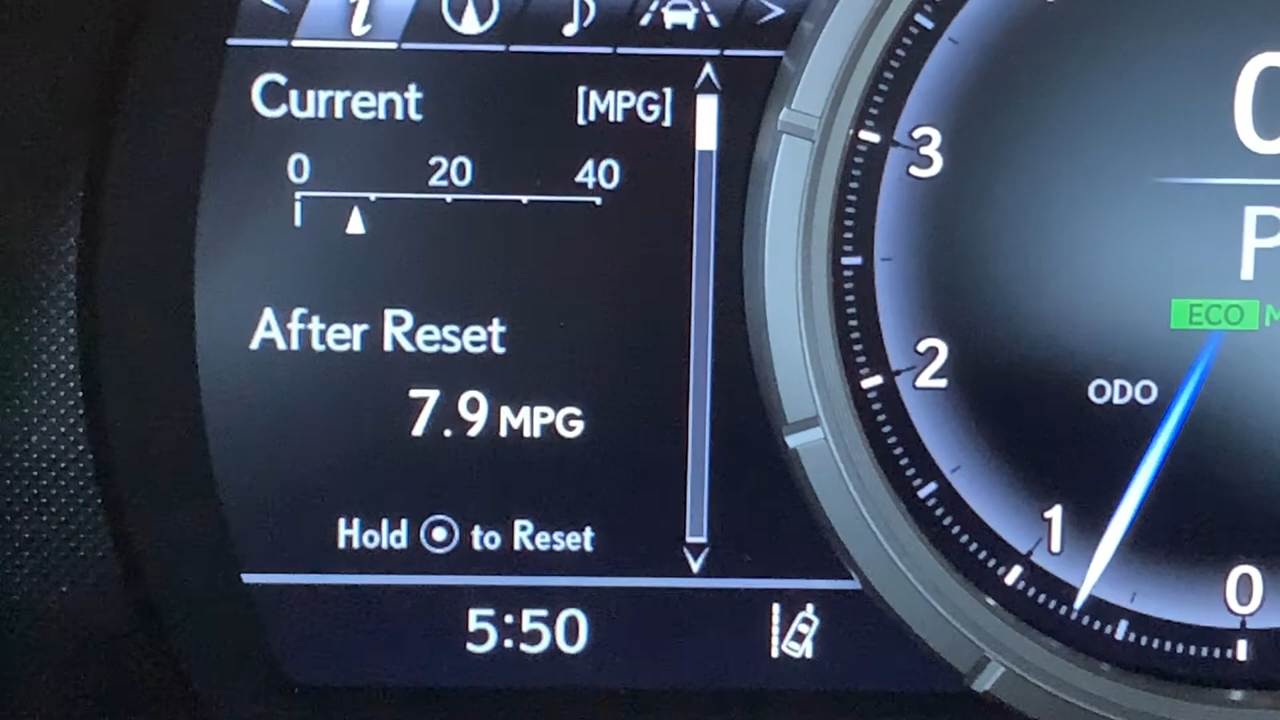 Current [MPG]
0 20 40
After Reset
7.9 MPG
Hold to Reset
5:50
3
2
1
0
0
P
ECO M
ODO